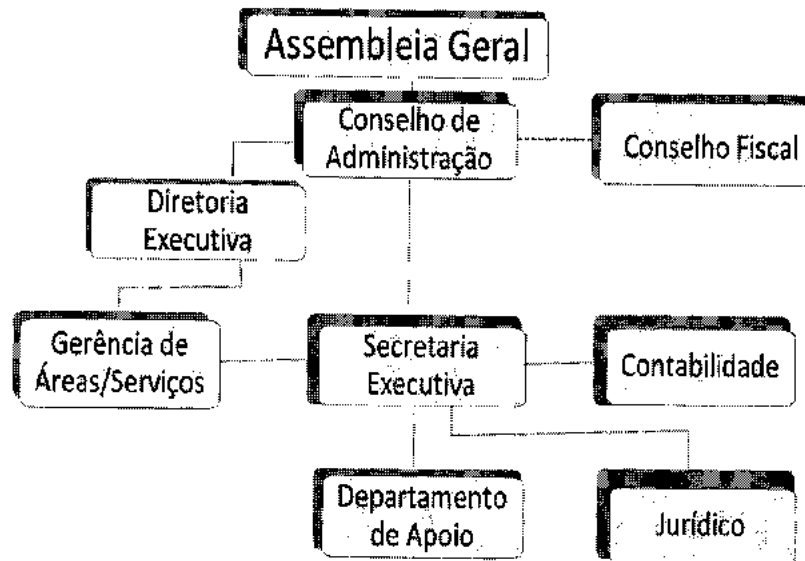 Assembleia Geral
Conselho de
Administração
Conselho Fiscal
Diretoria
Executiva
Gerência de
Áreas/Serviços
Secretaria
Executiva
Contabilidade
Departamento
de Apoio
Jurídico